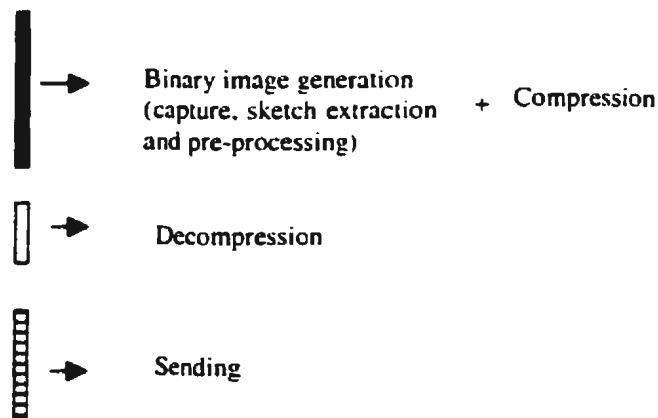 Binary image generation
(capture, sketch extraction + Compression
and pre-processing)
Decompression
Sending